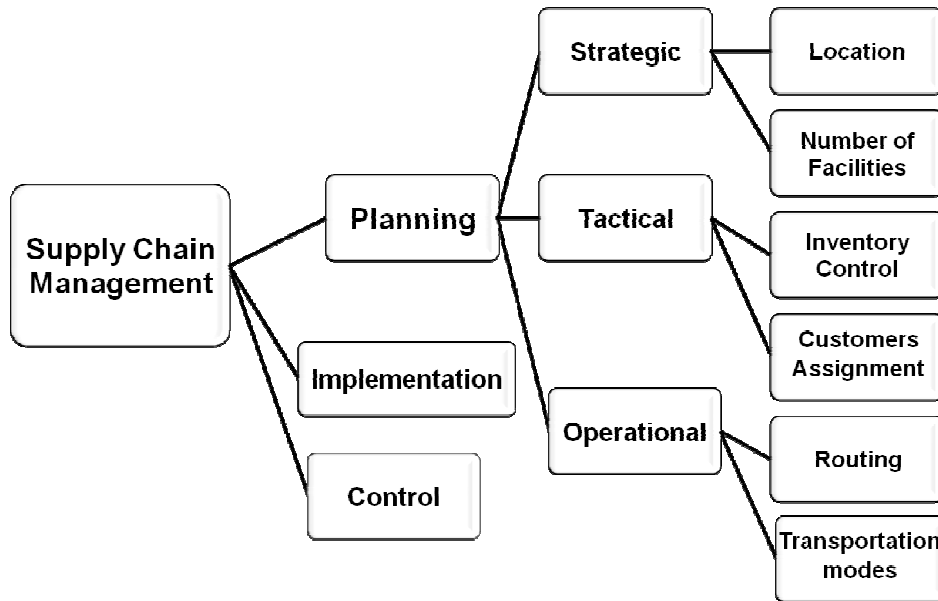 Supply Chain
Management
Planning
Implementation
Control
Strategic
Tactical
Operational
Location
Number of
Facilities
Inventory
Control
Customers
Assignment
Routing
Transportation
modes